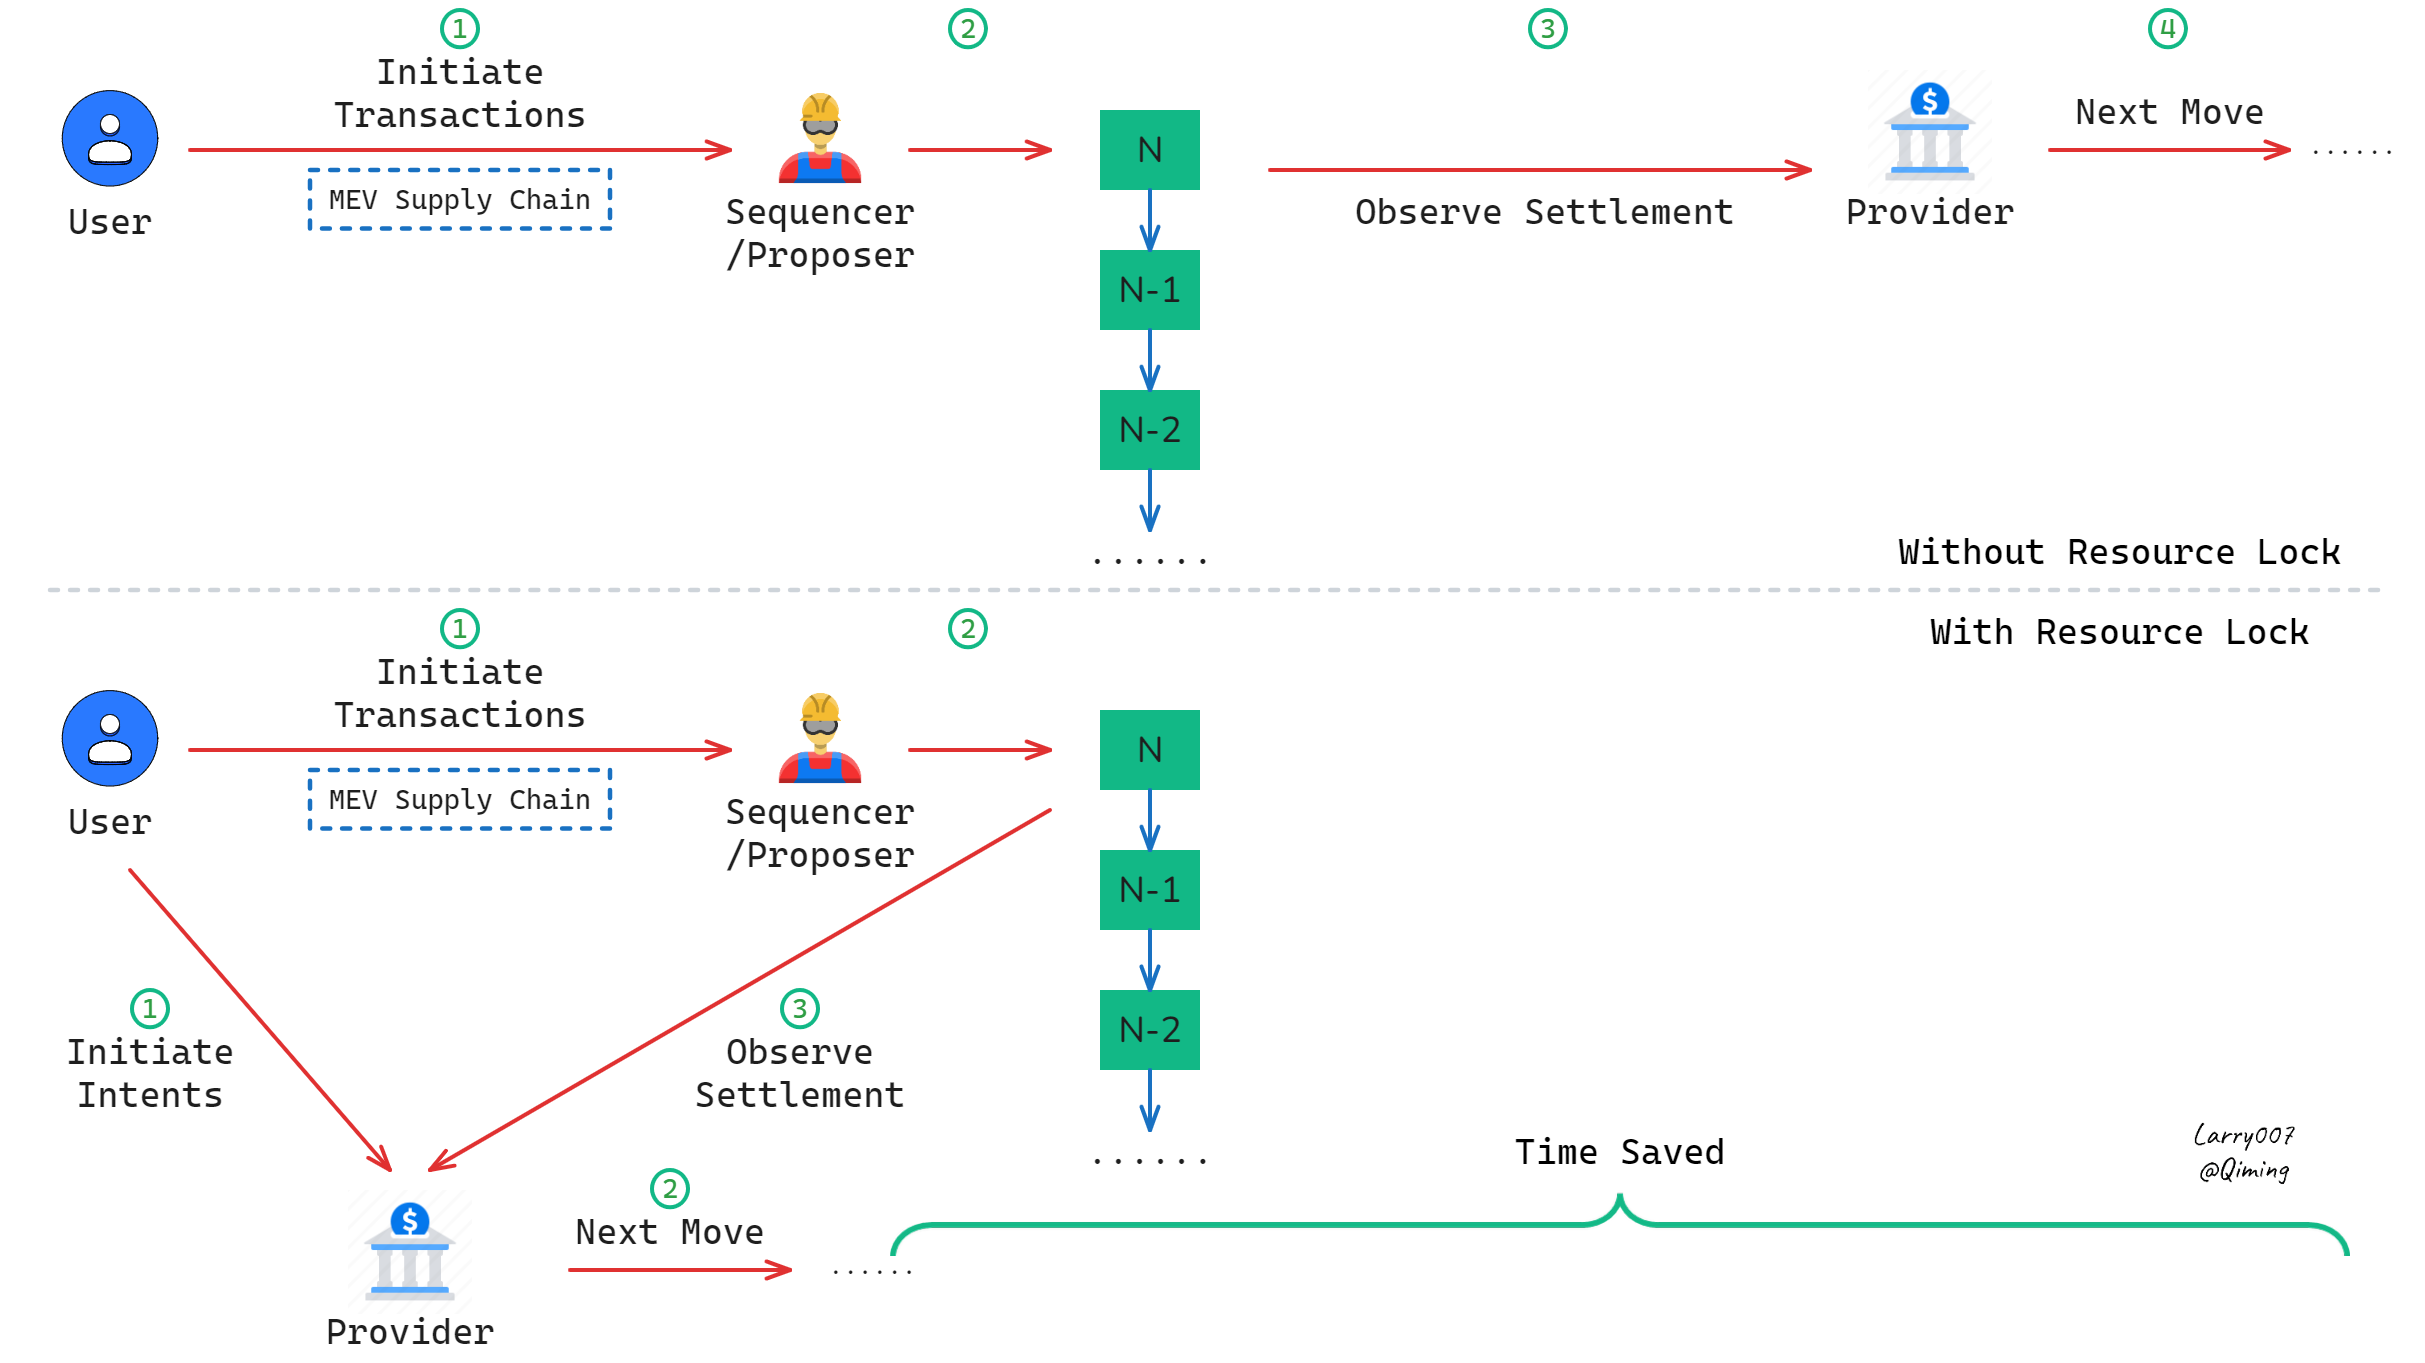 ① ② ③ ④
Initiate
Transactions
MEV Supply Chain
User
Sequencer
/Proposer
N
N-1
N-2
......
Observe Settlement
$
Provider
Next Move
......
Without Resource Lock
With Resource Lock
① ②
Initiate
Transactions
MEV Supply Chain
User
Sequencer
/Proposer
N
N-1
N-2
......
①
Initiate
Intents
③
Observe
Settlement
$
Provider
②
Next Move
......
Time Saved
Larry007
@Qiming